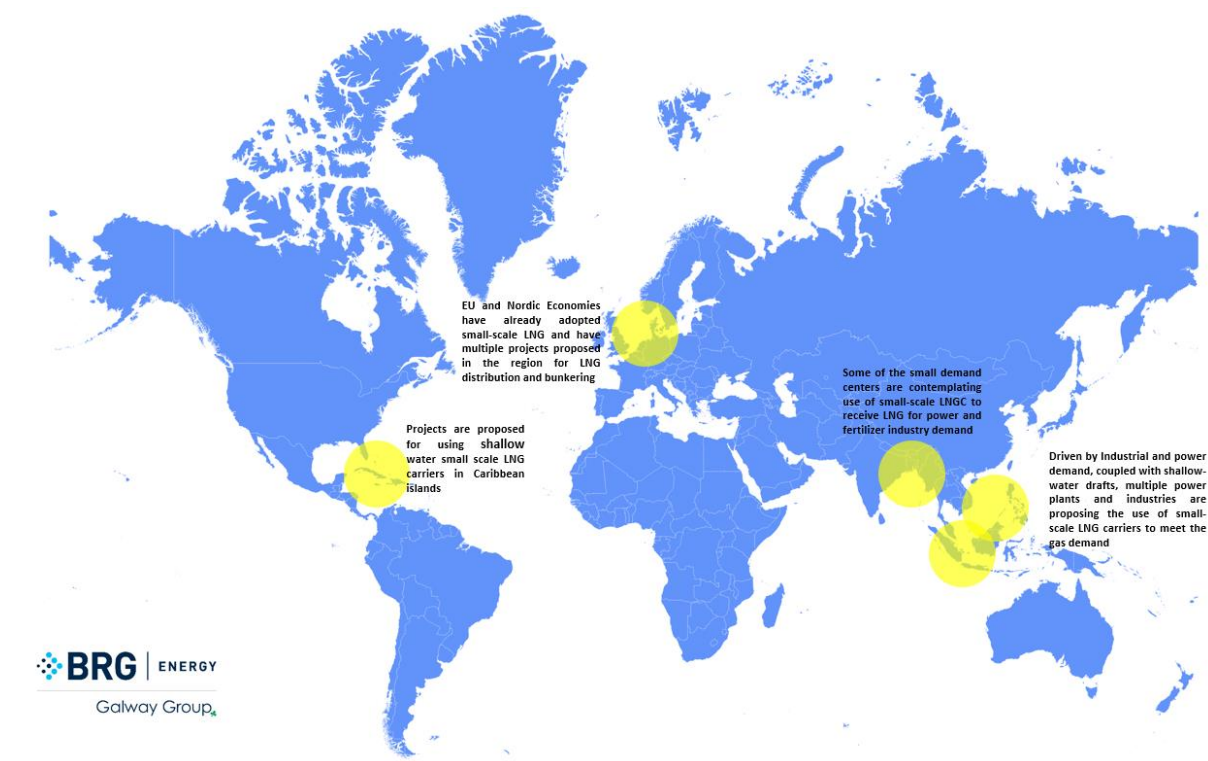 EU and Nordic Economies
have already adopted
small-scale LNG and have
multiple projects proposed
in the region for LNG
distribution and bunkering
Some of the small demand
centers are contemplating
use of small-scale LNGC to
receive LNG for power and
fertilizer industry demand
Projects are proposed
for using shallow
water small scale LNG
carriers in Caribbean
islands
Driven by Industrial and power
demand, coupled with shallow-
water drafts, multiple power
plants and industries are
proposing the use of small-
scale LNG carriers to meet the
gas demand
BRG ENERGY
Galway Group